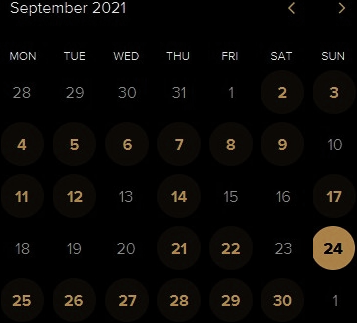 September 2021
MON TUE WED THU FRI SAT SUN
28 29 30 31 1 2 3
4 5 6 7 8 9 10
11 12 13 14 15 16 17
18 19 20 21 22 23 24
25 26 27 28 29 30 1